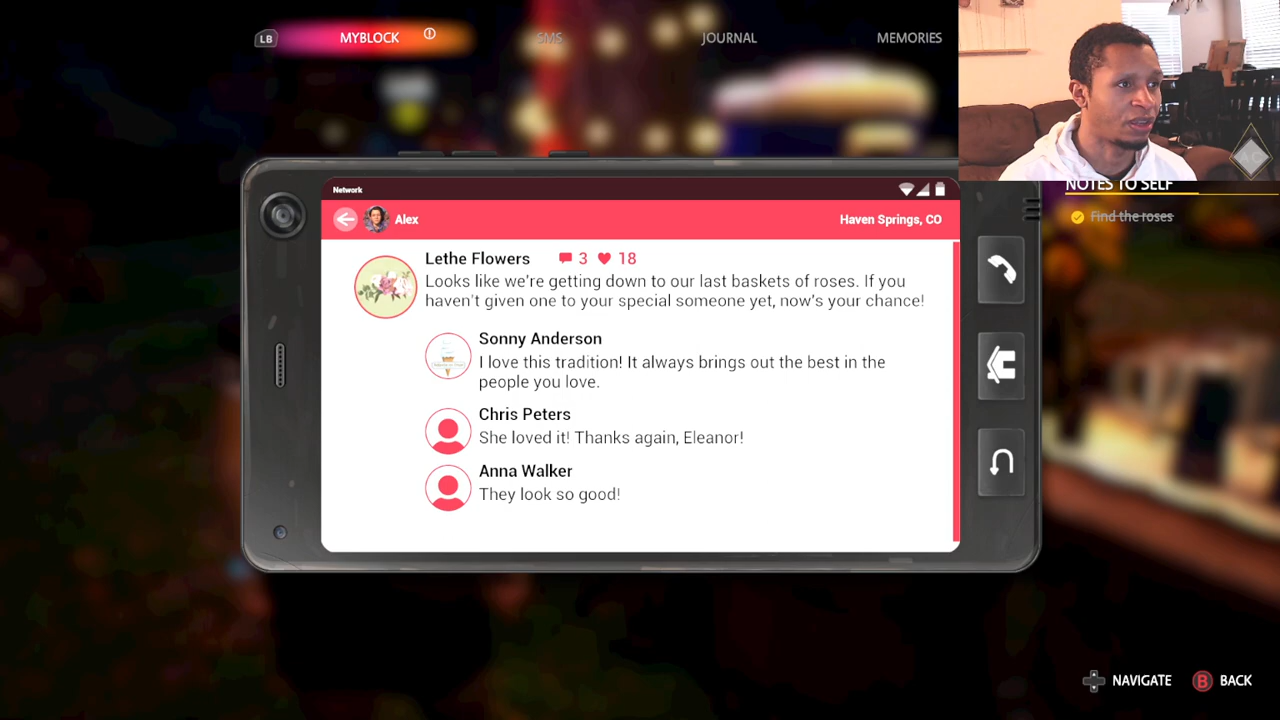 LB MYBLOCK SMS JOURNAL MEMORIES
NOTES TO SELF
Find the roses
Network
Alex Haven Springs, CO
Lethe Flowers 3 18
Looks like we're getting down to our last baskets of roses. If you
haven't given one to your special someone yet, now's your chance!
Sonny Anderson
I love this tradition! It always brings out the best in the
people you love.
Chris Peters
She loved it! Thanks again, Eleanor!
Anna Walker
They look so good!
NAVIGATE B BACK